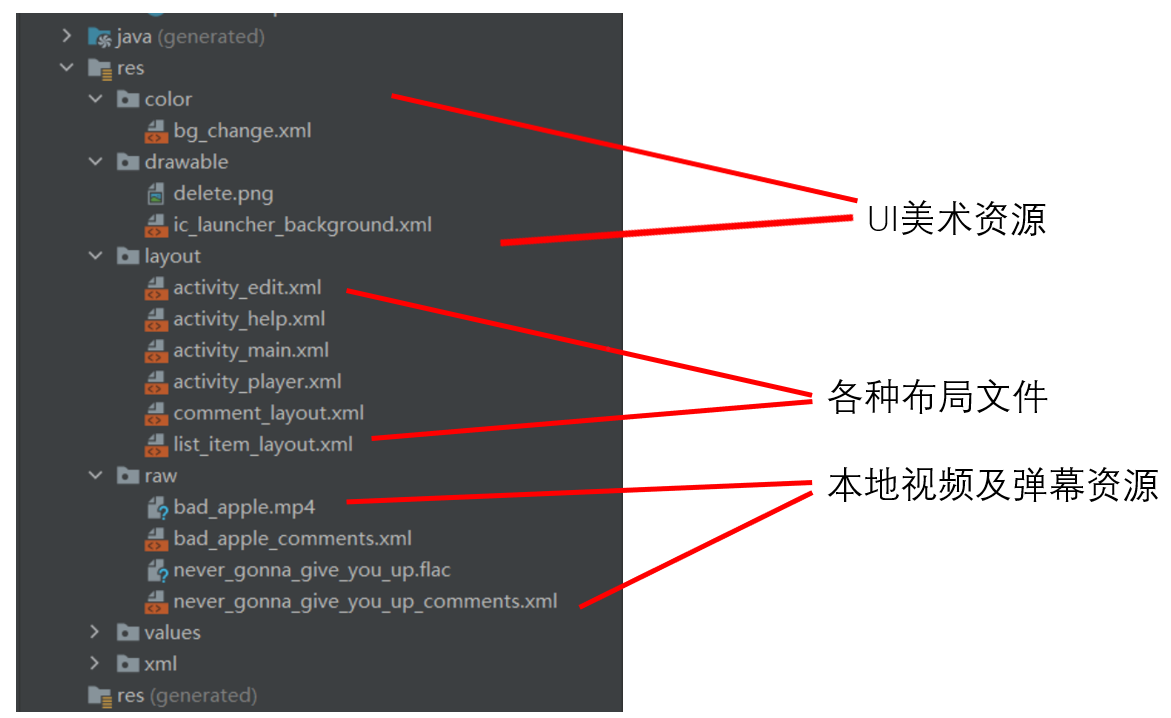 java (generated)
res
color
bg_change.xml
drawable
delete.png
ic_launcher_background.xml
UI美术资源
layout
activity_edit.xml
activity_help.xml
activity_main.xml
activity_player.xml
各种布局文件
comment_layout.xml
list_item_layout.xml
raw
本地视频及弹幕资源
bad_apple.mp4
bad_apple_comments.xml
never_gonna_give_you_up.flac
never_gonna_give_you_up_comments.xml
values
xml
res (generated)